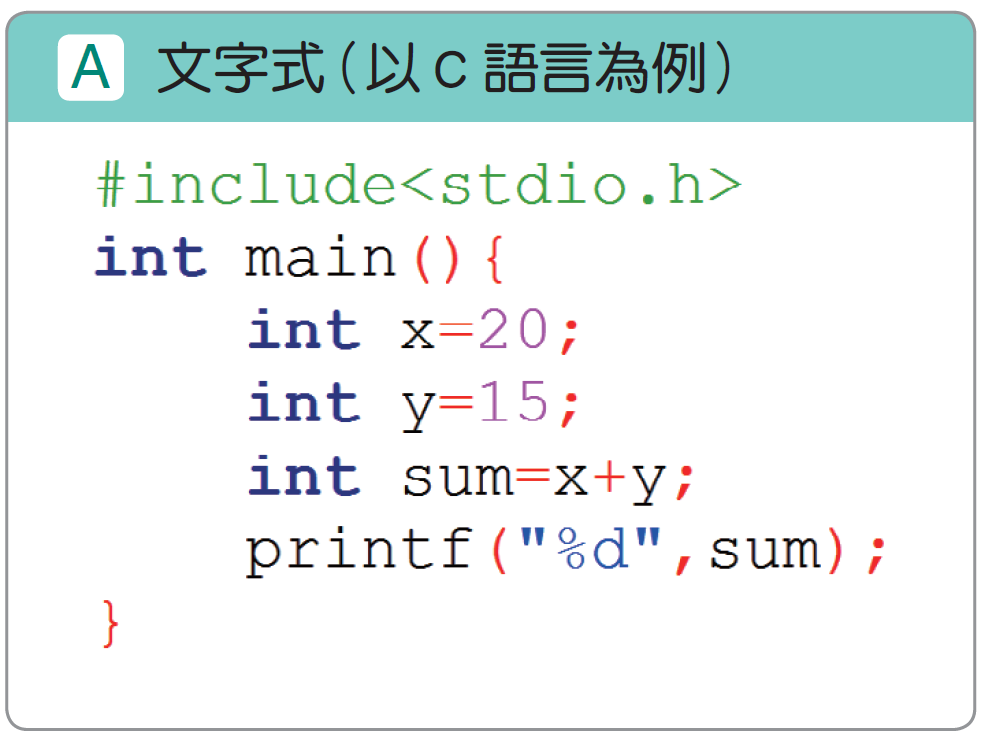 A 文字式(以 C 語言為例)
#include<stdio.h>
int main(){
    int x=20;
    int y=15;
    int sum=x+y;
    printf("%d",sum);
}